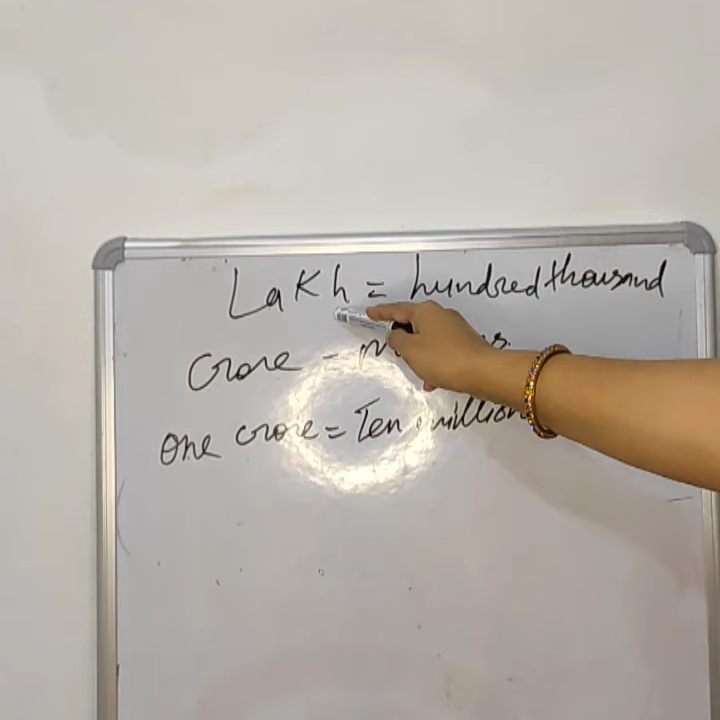 LaKh = hundred thousand
Crore -
One crore = Ten million